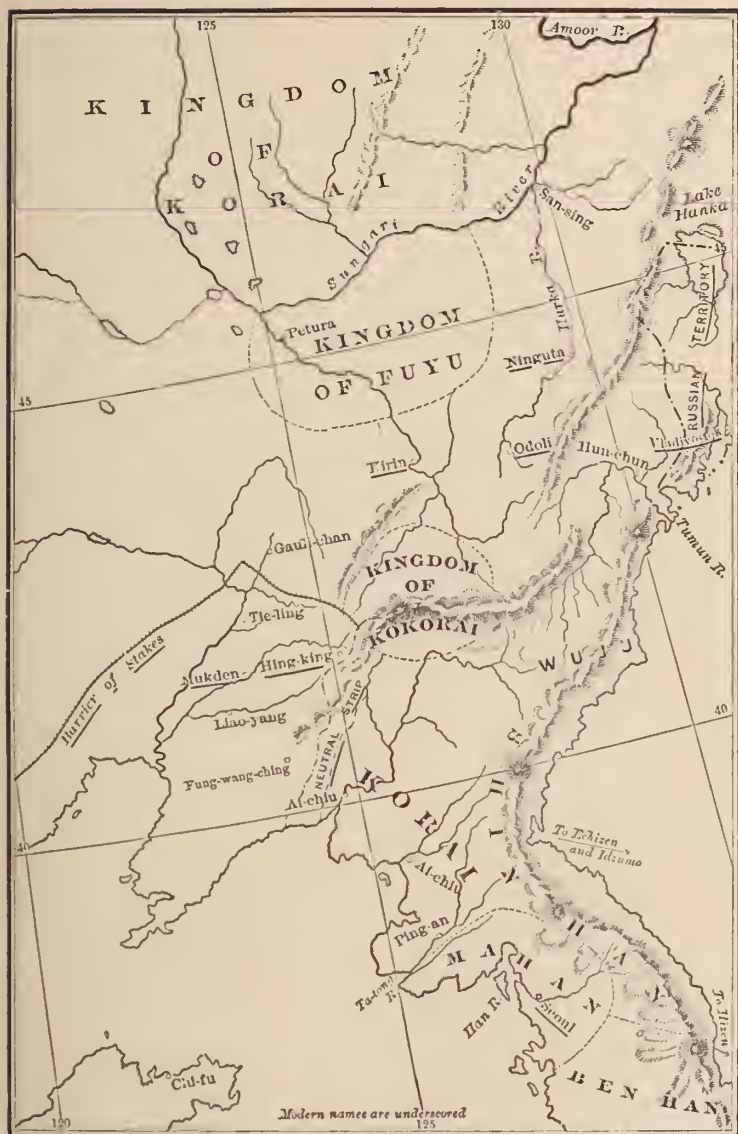 125
130
Amoor R.
KINGDOM
OF
KORAI
Sungari River
San-sing
Lake Hanka
Hurka R.
45
RUSSIAN TERRITORY
Petura
KINGDOM
OF FUYU
Ninguta
45
Kirin
Odoli
Hun-chun
Vladivostok
Tumun R.
KINGDOM
OF
KOKORAI
Tie-ling
Mukden
Hing-king
WUJU
Barrier of Stakes
Liao-yang
NEUTRAL STRIP
40
Fung-wang-ching
Ai-chiu
KORAI
40
To Echizen
and Idzumo
Ai-chiu
Ping-an
MAHAN
Ta-tong
R.
Han R.
Seoul
To Hizen
BEN HAN
Chi-fu
120
Modern names are underscored
125